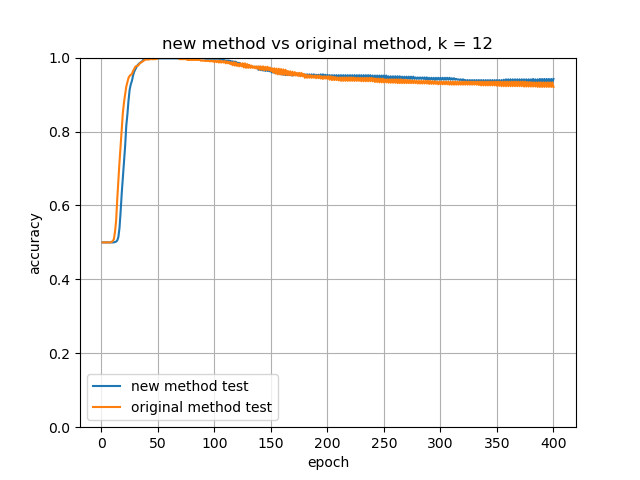 new method vs original method, k = 12
1.0
0.8
0.6
0.4
0.2
0.0
accuracy
new method test
original method test
0 50 100 150 200 250 300 350 400
epoch